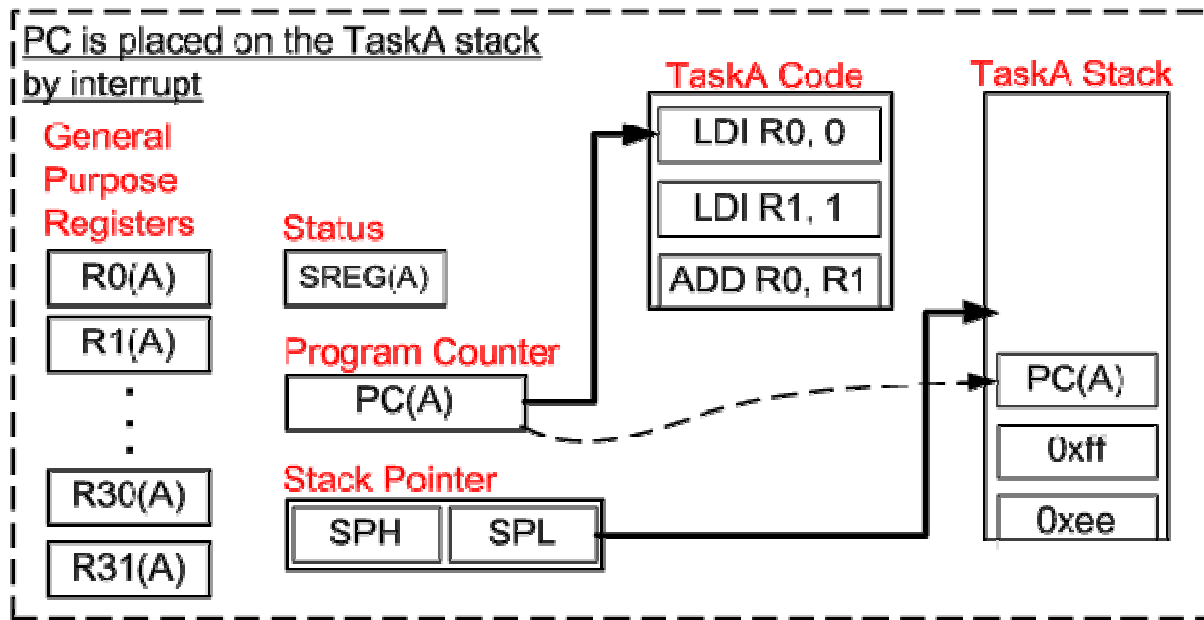 PC is placed on the TaskA stack
by interrupt
General
Purpose
Registers
R0(A)
R1(A)
R30(A)
R31(A)
Status
SREG(A)
Program Counter
PC(A)
Stack Pointer
SPH SPL
TaskA Code
LDI R0, 0
LDI R1, 1
ADD R0, R1
TaskA Stack
PC(A)
0xff
0xee